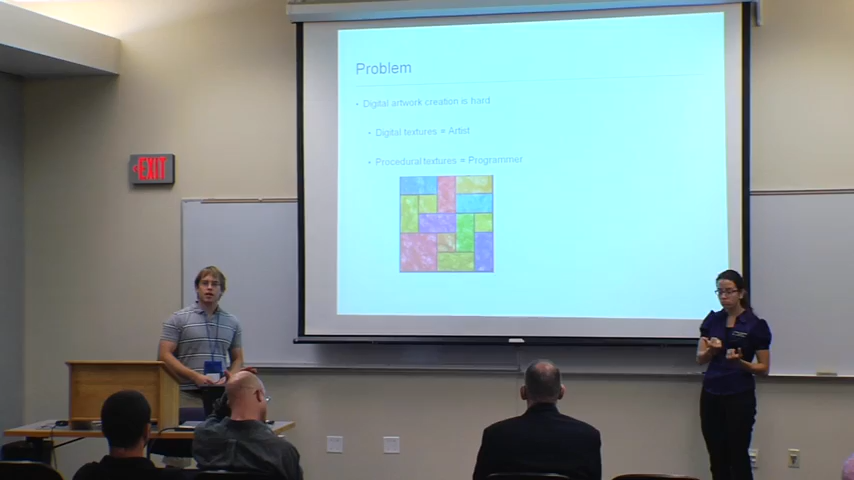 Problem
• Digital artwork creation is hard
• Digital textures = Artist
• Procedural textures = Programmer
EXIT